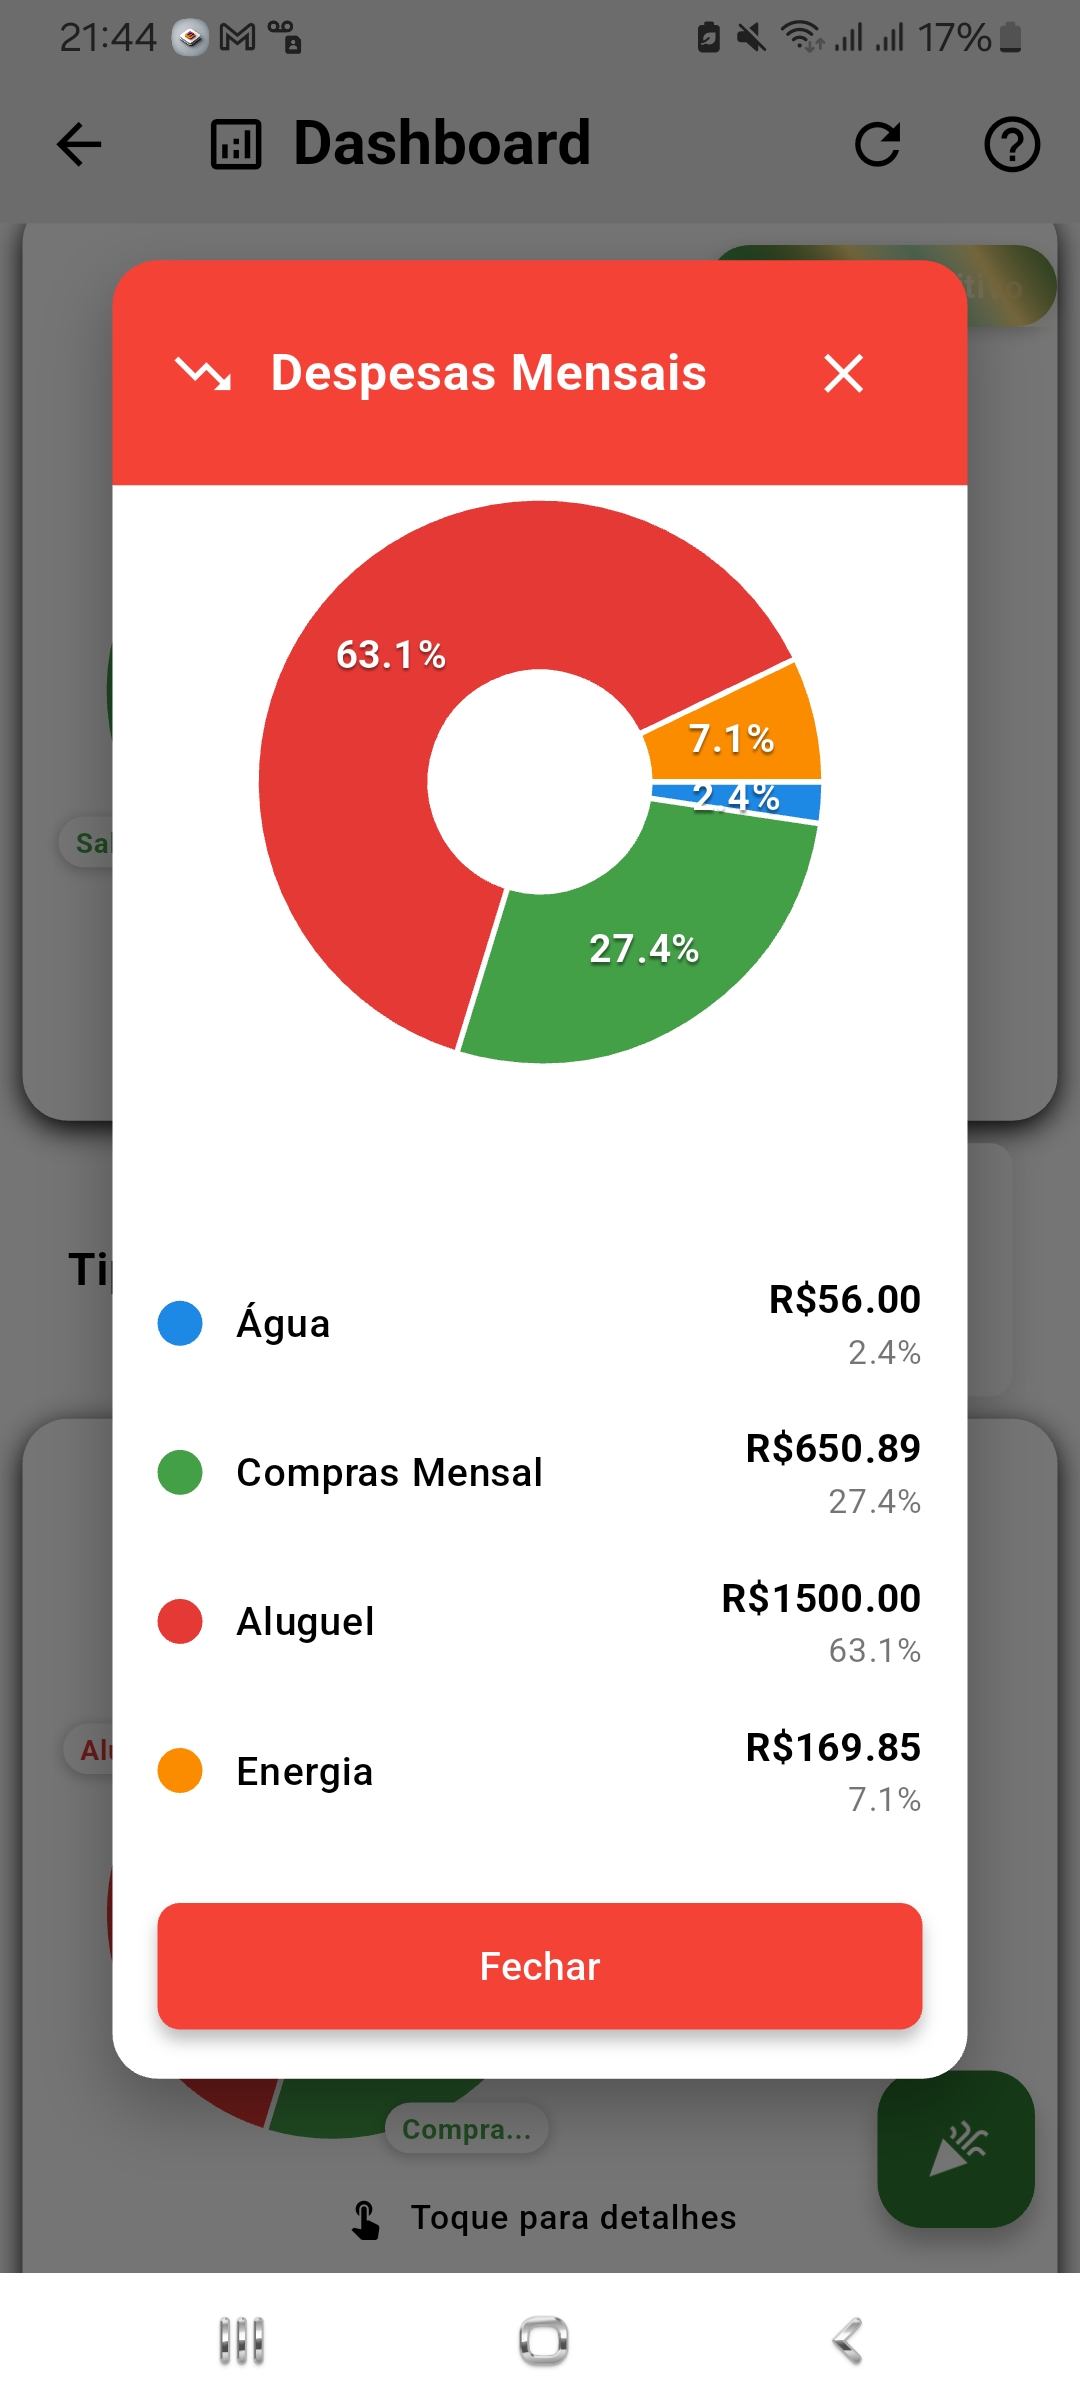 21:44
17%
Dashboard
Despesas Mensais
63.1%
7.1%
2.4%
27.4%
Sal
Ti
Água
R$56.00
2.4%
Compras Mensal
R$650.89
27.4%
Aluguel
R$1500.00
63.1%
Energia
R$169.85
7.1%
Fechar
Compra...
Toque para detalhes